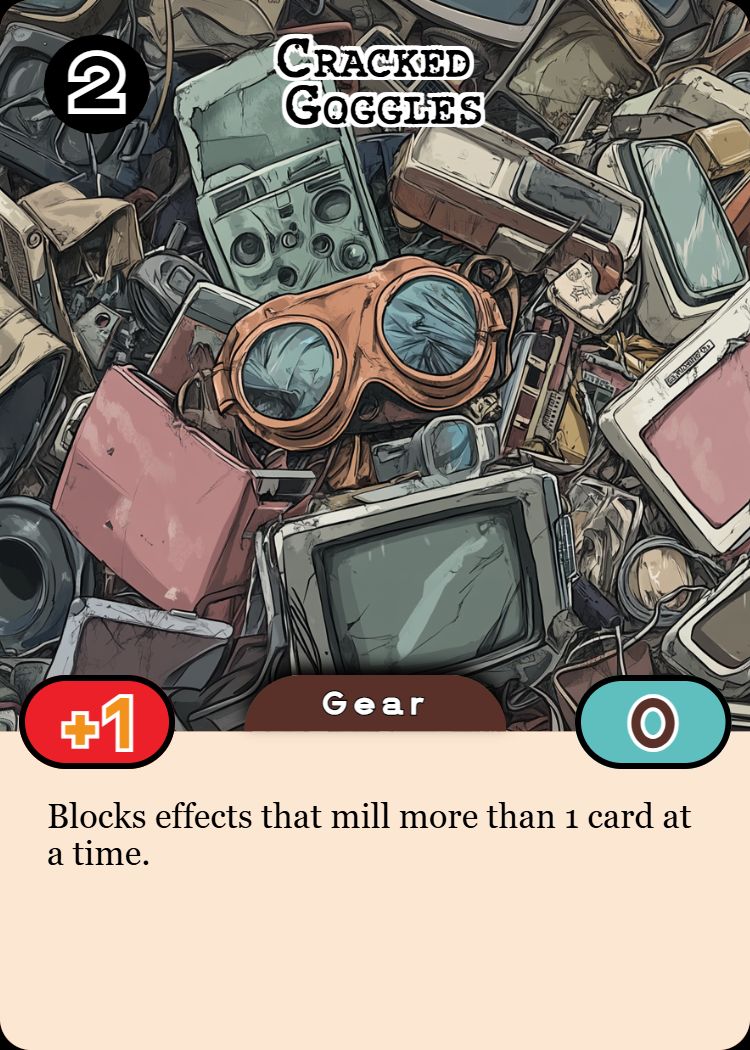 2
Cracked
Goggles
+1
Gear
0
Blocks effects that mill more than 1 card at
a time.